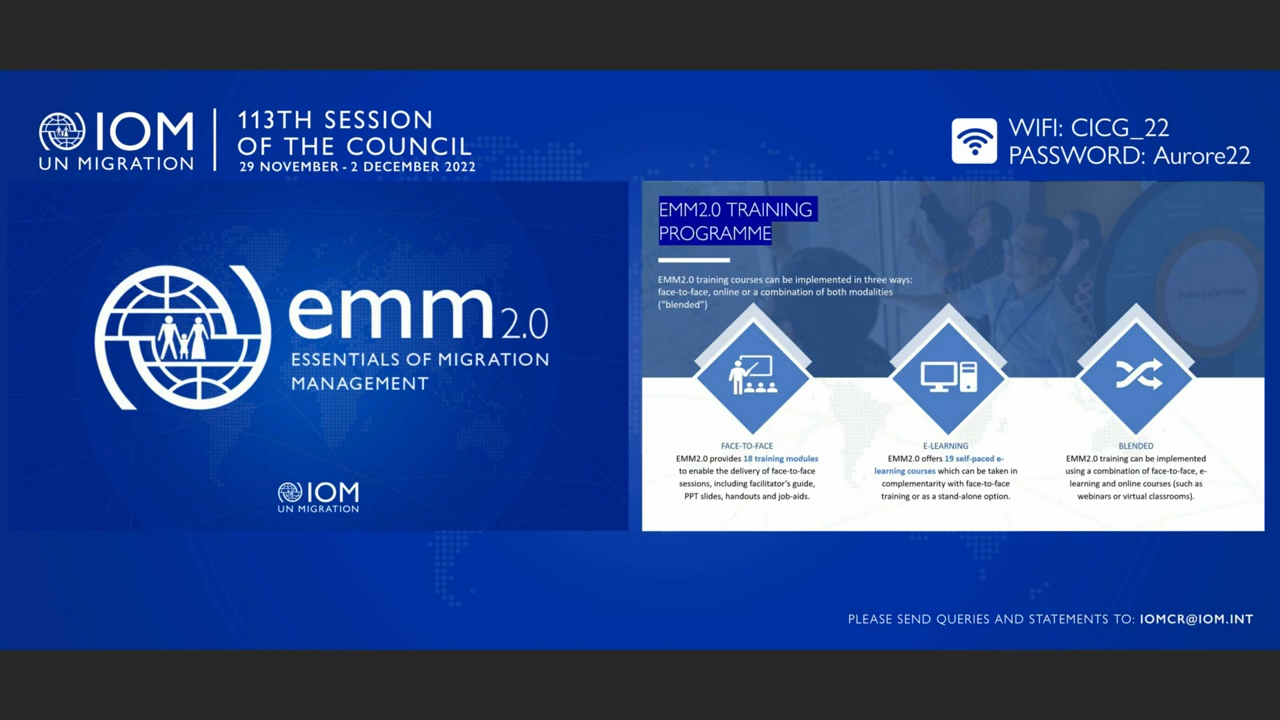 IOM
UN MIGRATION
113TH SESSION
OF THE COUNCIL
29 NOVEMBER - 2 DECEMBER 2022
WIFI: CICG_22
PASSWORD: Aurore22
emm2.0
ESSENTIALS OF MIGRATION
MANAGEMENT
IOM
UN MIGRATION
EMM2.0 TRAINING
PROGRAMME
EMM2.0 training courses can be implemented in three ways:
face-to-face, online or a combination of both modalities
(“blended”)
FACE-TO-FACE
EMM2.0 provides 18 training modules
to enable the delivery of face-to-face
sessions, including facilitator's guide,
PPT slides, handouts and job-aids.
E-LEARNING
EMM2.0 offers 19 self-paced e-
learning courses which can be taken in
complementarity with face-to-face
training or as a stand-alone option.
BLENDED
EMM2.0 training can be implemented
using a combination of face-to-face, e-
learning and online courses (such as
webinars or virtual classrooms).
PLEASE SEND QUERIES AND STATEMENTS TO: IOMCR@IOM.INT